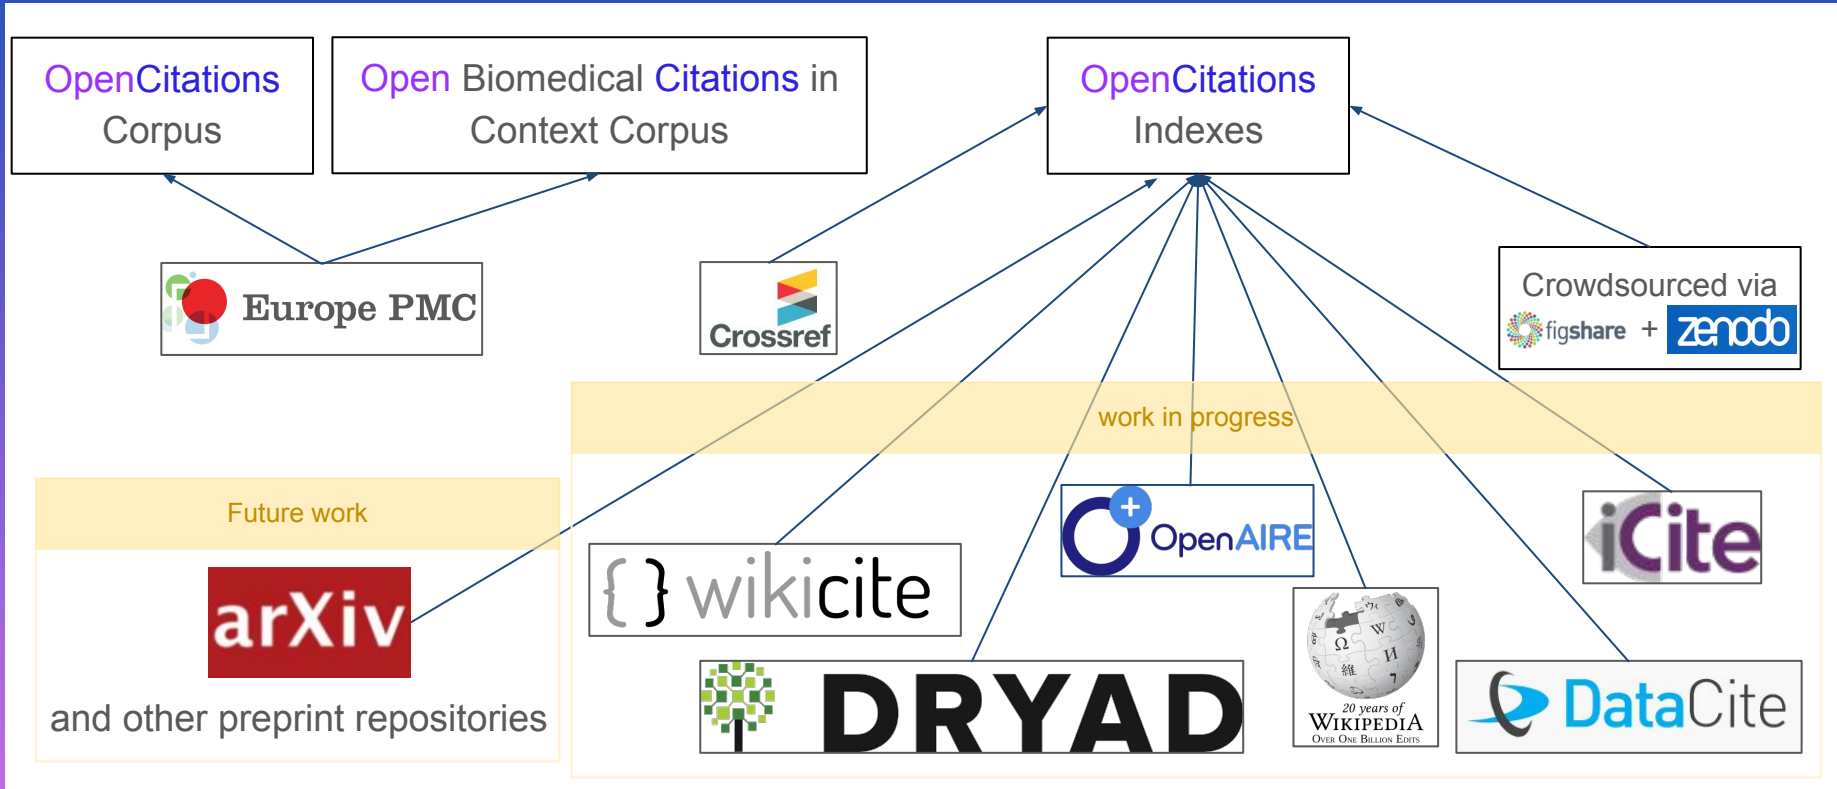 OpenCitations
Corpus
Open Biomedical Citations in
Context Corpus
OpenCitations
Indexes
Europe PMC
Crossref
Crowdsourced via
figshare + zenodo
work in progress
Future work
arXiv
and other preprint repositories
{ } wikicite
OpenAIRE
iCite
DRYAD
20 years of
WIKIPEDIA
OVER ONE BILLION EDITS
DataCite